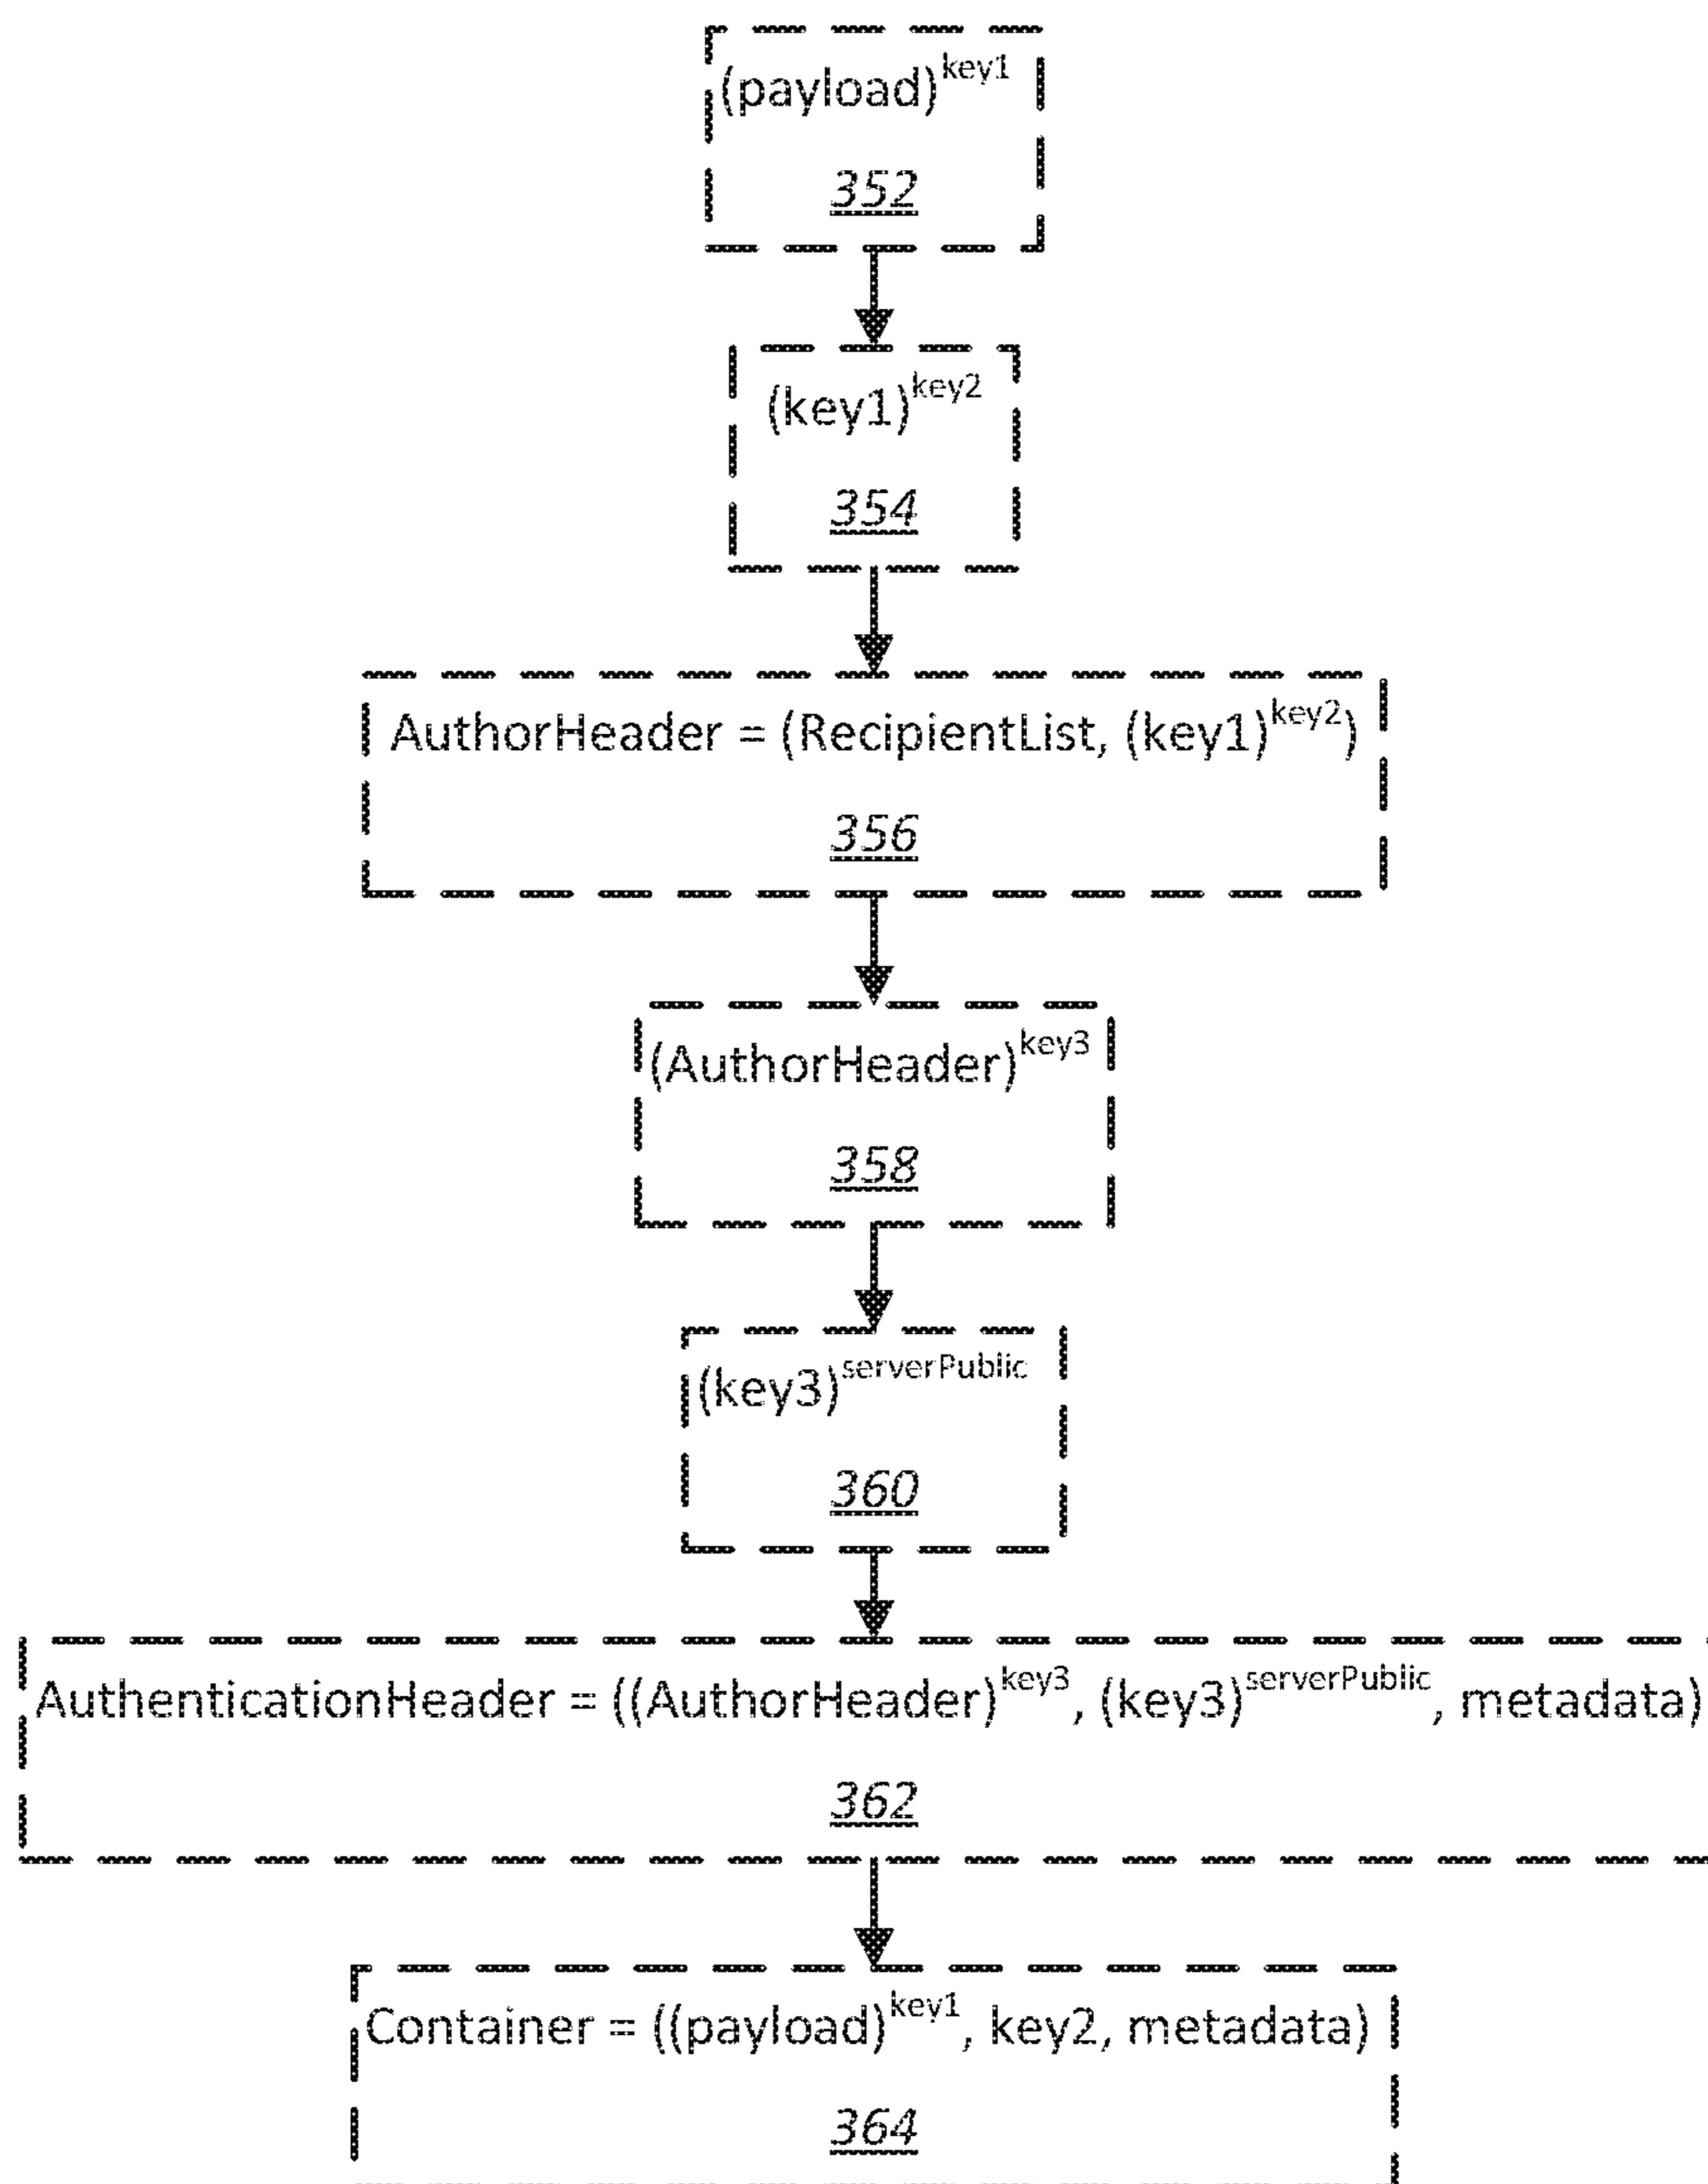 (payload)^key1
352
(key1)^key2
354
AuthorHeader = (RecipientList, (key1)^key2)
356
(AuthorHeader)^key3
358
(key3)^serverPublic
360
AuthenticationHeader = ((AuthorHeader)^key3, (key3)^serverPublic, metadata)
362
Container = ((payload)^key1, key2, metadata)
364